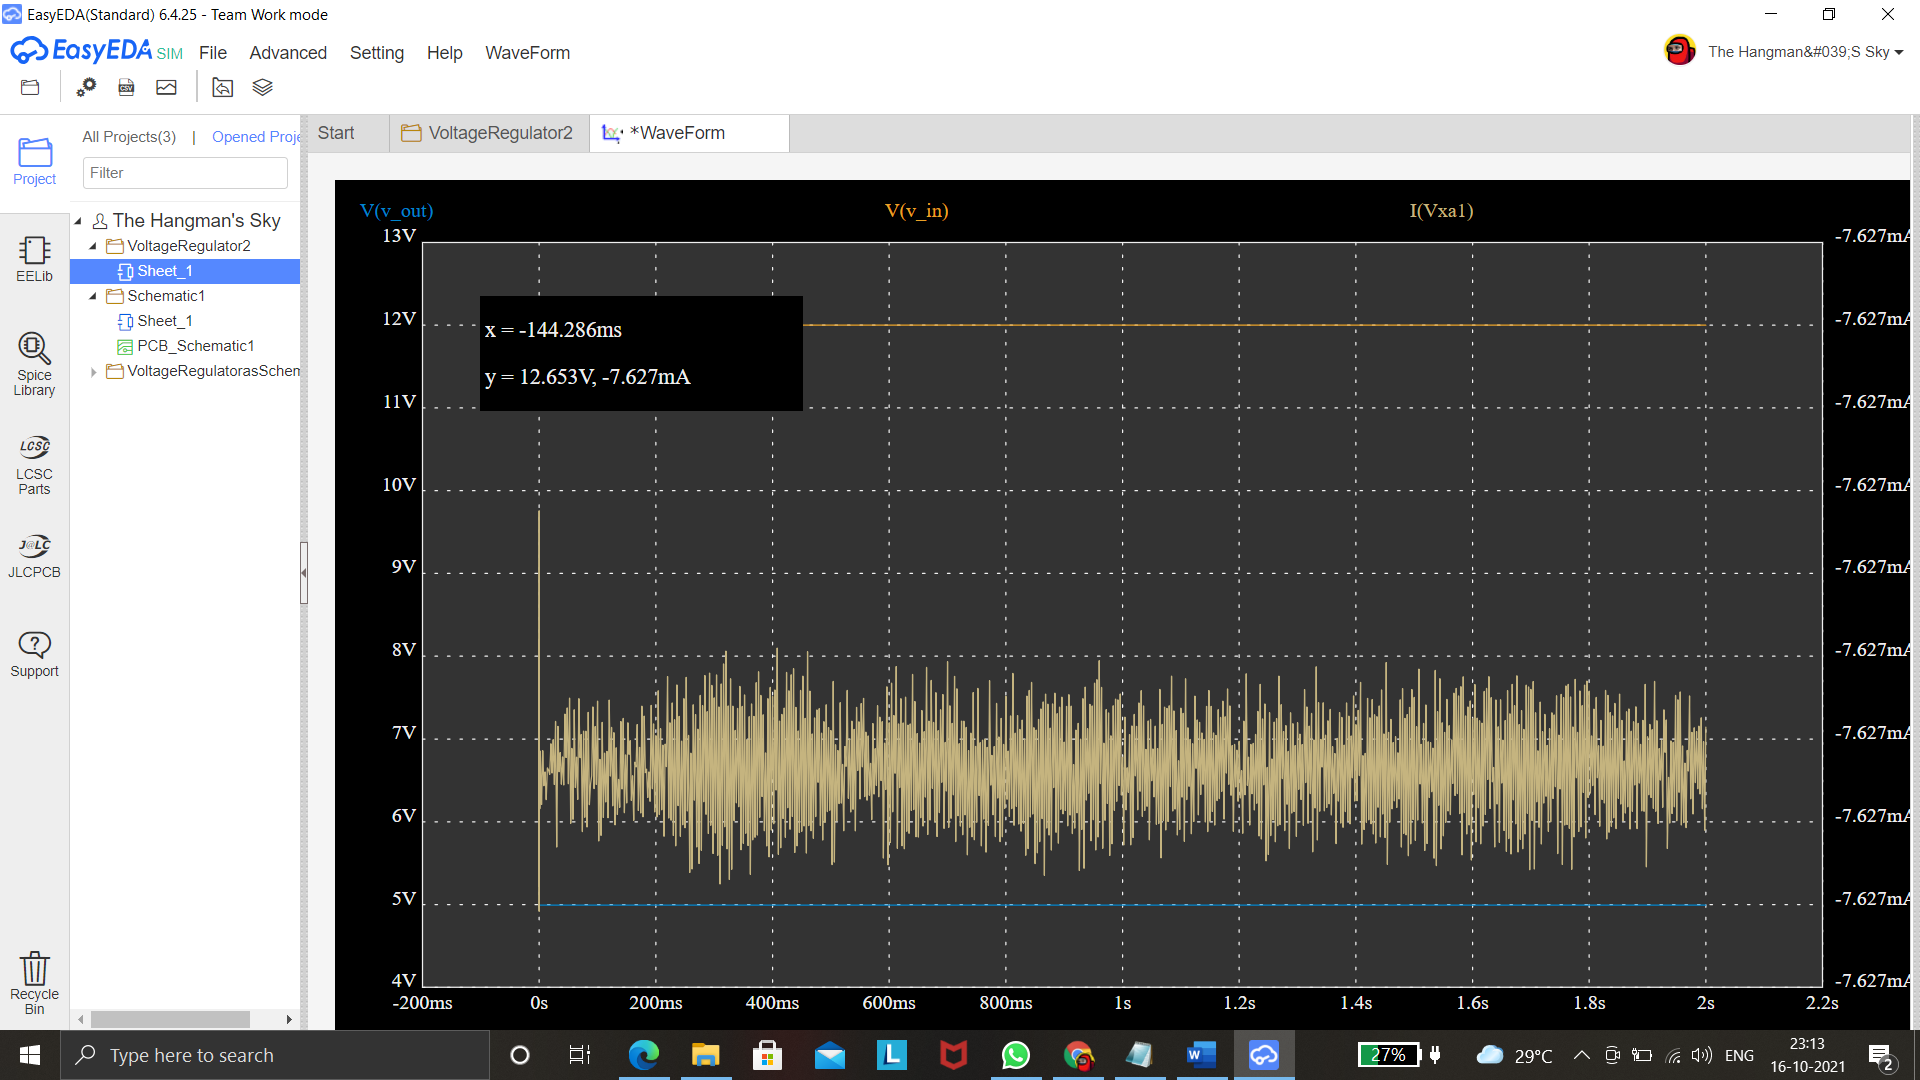 EasyEDA(Standard) 6.4.25 - Team Work mode
EasyEDA SIM File Advanced Setting Help WaveForm
The Hangman&#039;S Sky
CSV
All Projects(3) | Opened Proje
Start
VoltageRegulator2
*WaveForm
Project
Filter
The Hangman's Sky
VoltageRegulator2
Sheet_1
Schematic1
Sheet_1
PCB_Schematic1
VoltageRegulatorasSchem
EELib
Spice
Library
LCSC
LCSC
Parts
J@LC
JLCPCB
Support
Recycle
Bin
V(v_out) V(v_in) I(Vxa1)
13V -7.627mA
12V -7.627mA
11V -7.627mA
10V -7.627mA
9V -7.627mA
8V -7.627mA
7V -7.627mA
6V -7.627mA
5V -7.627mA
4V -7.627mA
x = -144.286ms
y = 12.653V, -7.627mA
-200ms 0s 200ms 400ms 600ms 800ms 1s 1.2s 1.4s 1.6s 1.8s 2s 2.2s
Type here to search
L
W
27%
29°C
ENG
23:13
16-10-2021
2